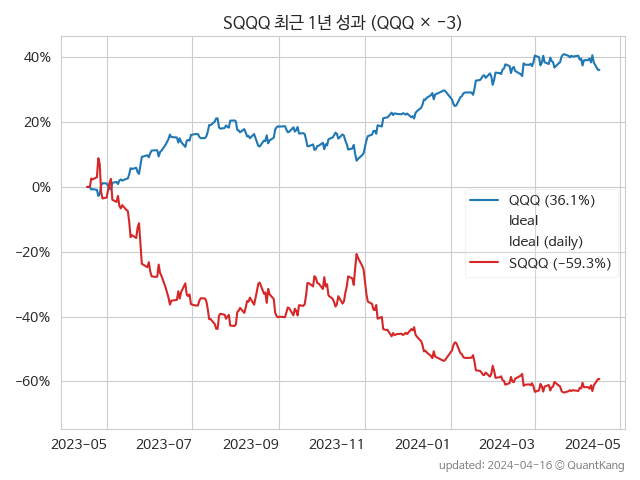 SQQQ 최근 1년 성과 (QQQ × −3)
40%
20%
0%
−20%
−40%
−60%
QQQ (36.1%)
Ideal
Ideal (daily)
SQQQ (−59.3%)
2023−05 2023−07 2023−09 2023−11 2024−01 2024−03 2024−05
updated: 2024−04−16 © QuantKang